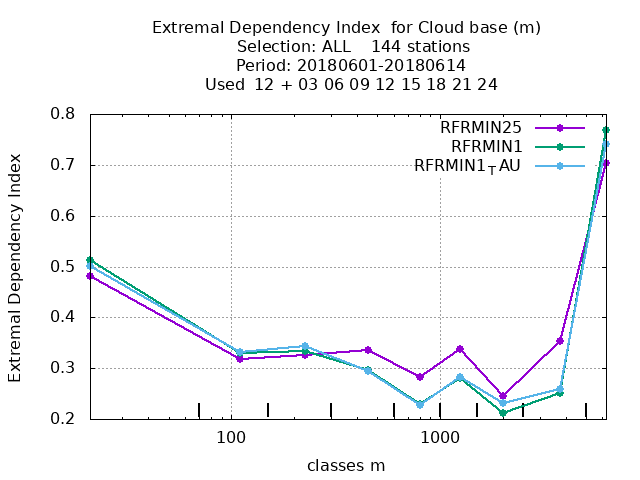 Extremal Dependency Index  for Cloud base (m)
Selection: ALL    144 stations
Period: 20180601-20180614
Used  12 + 03 06 09 12 15 18 21 24
RFRMIN25
RFRMIN1
RFRMIN1TAU
Extremal Dependency Index
0.8
0.7
0.6
0.5
0.4
0.3
0.2
100 1000
classes m